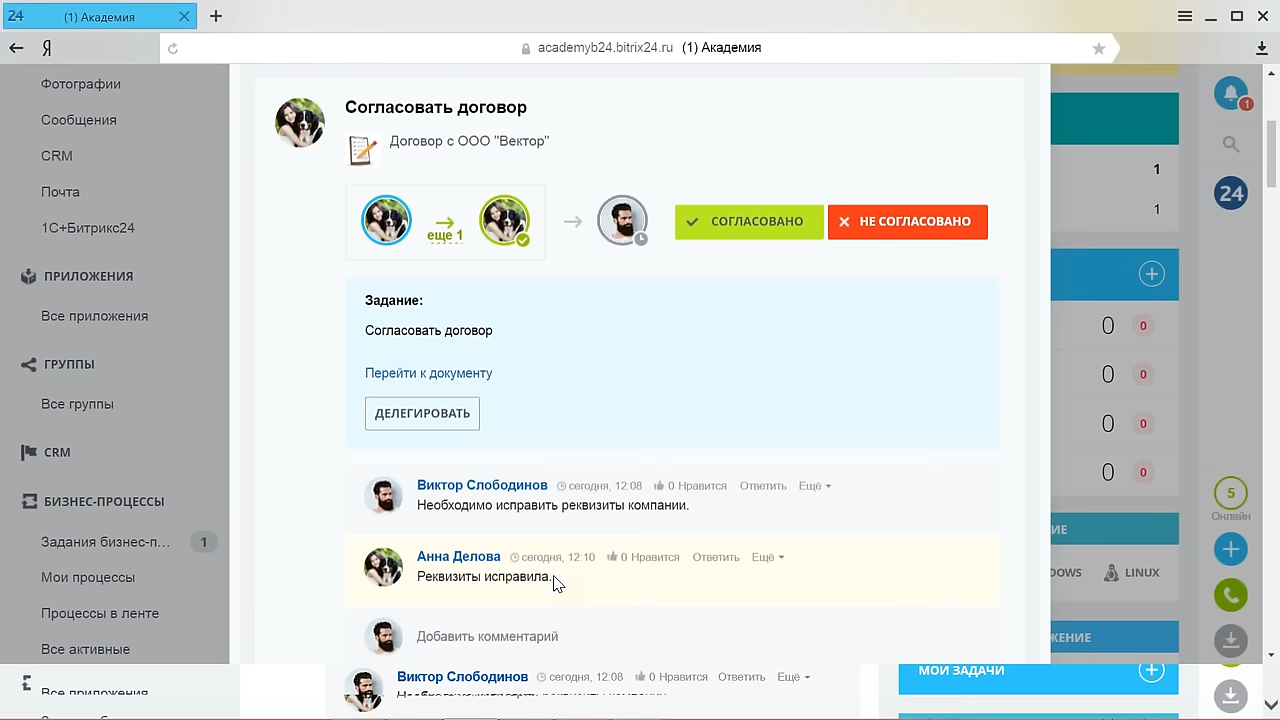 24 (1) Академия
Я academyb24.bitrix24.ru (1) Академия
Фотографии
Сообщения
CRM
Почта
1С+Битрикс24
ПРИЛОЖЕНИЯ
Все приложения
ГРУППЫ
Все группы
CRM
БИЗНЕС-ПРОЦЕССЫ
Задания бизнес-п... 1
Мои процессы
Процессы в ленте
Все активные
Все приложения
Согласовать договор
Договор с ООО "Вектор"
еще 1
СОГЛАСОВАНО
НЕ СОГЛАСОВАНО
Задание:
Согласовать договор
Перейти к документу
ДЕЛЕГИРОВАТЬ
Виктор Слободинов сегодня, 12:08 0 Нравится Ответить Ещё
Необходимо исправить реквизиты компании.
Анна Делова сегодня, 12:10 0 Нравится Ответить Ещё
Реквизиты исправила.
Добавить комментарий
Виктор Слободинов сегодня, 12:08 0 Нравится Ответить Ещё
1
1
0 0
0 0
0 0
0 0
ИЕ
DOWS LINUX
ЖЕНИЕ
МОИ ЗАДАЧИ
1
24
5
Онлайн